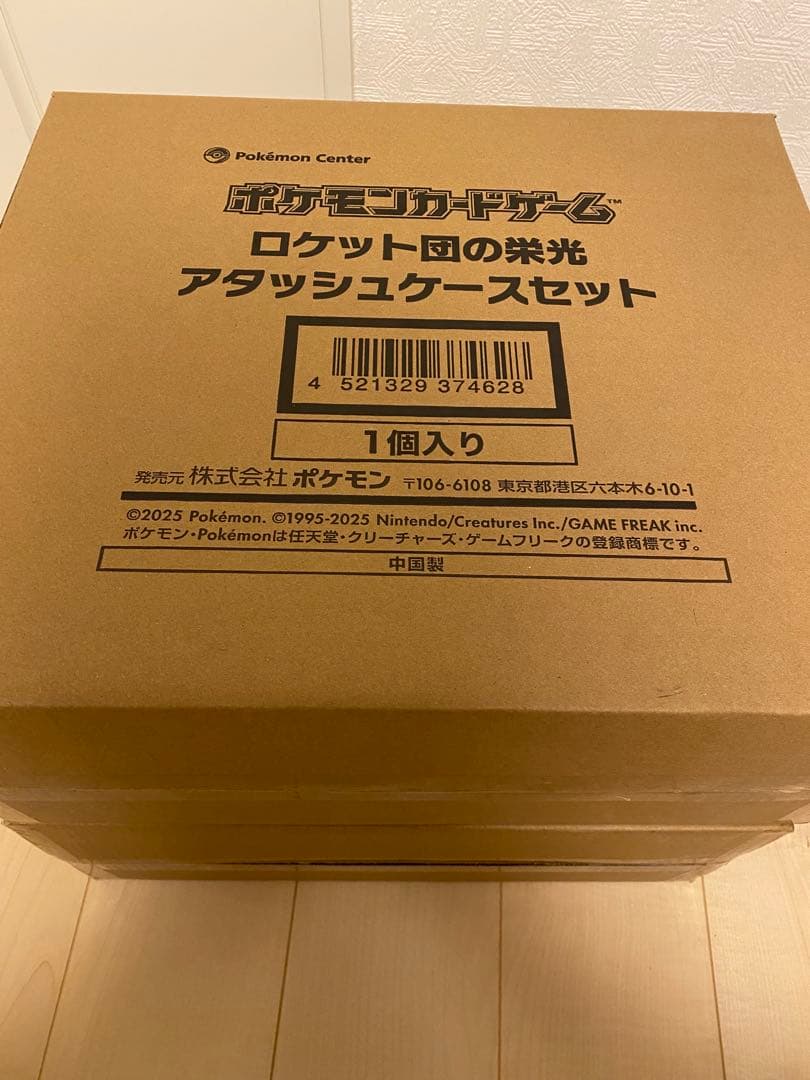 Pokémon Center
ポケモンカードゲーム™
ロケット団の栄光
アタッシュケースセット
4 521329 374628
1個入り
発売元 株式会社 ポケモン 〒106-6108 東京都港区六本木6-10-1
©2025 Pokémon. ©1995-2025 Nintendo/Creatures Inc./GAME FREAK inc.
ポケモン・Pokémonは任天堂・クリーチャーズ・ゲームフリークの登録商標です。
中国製